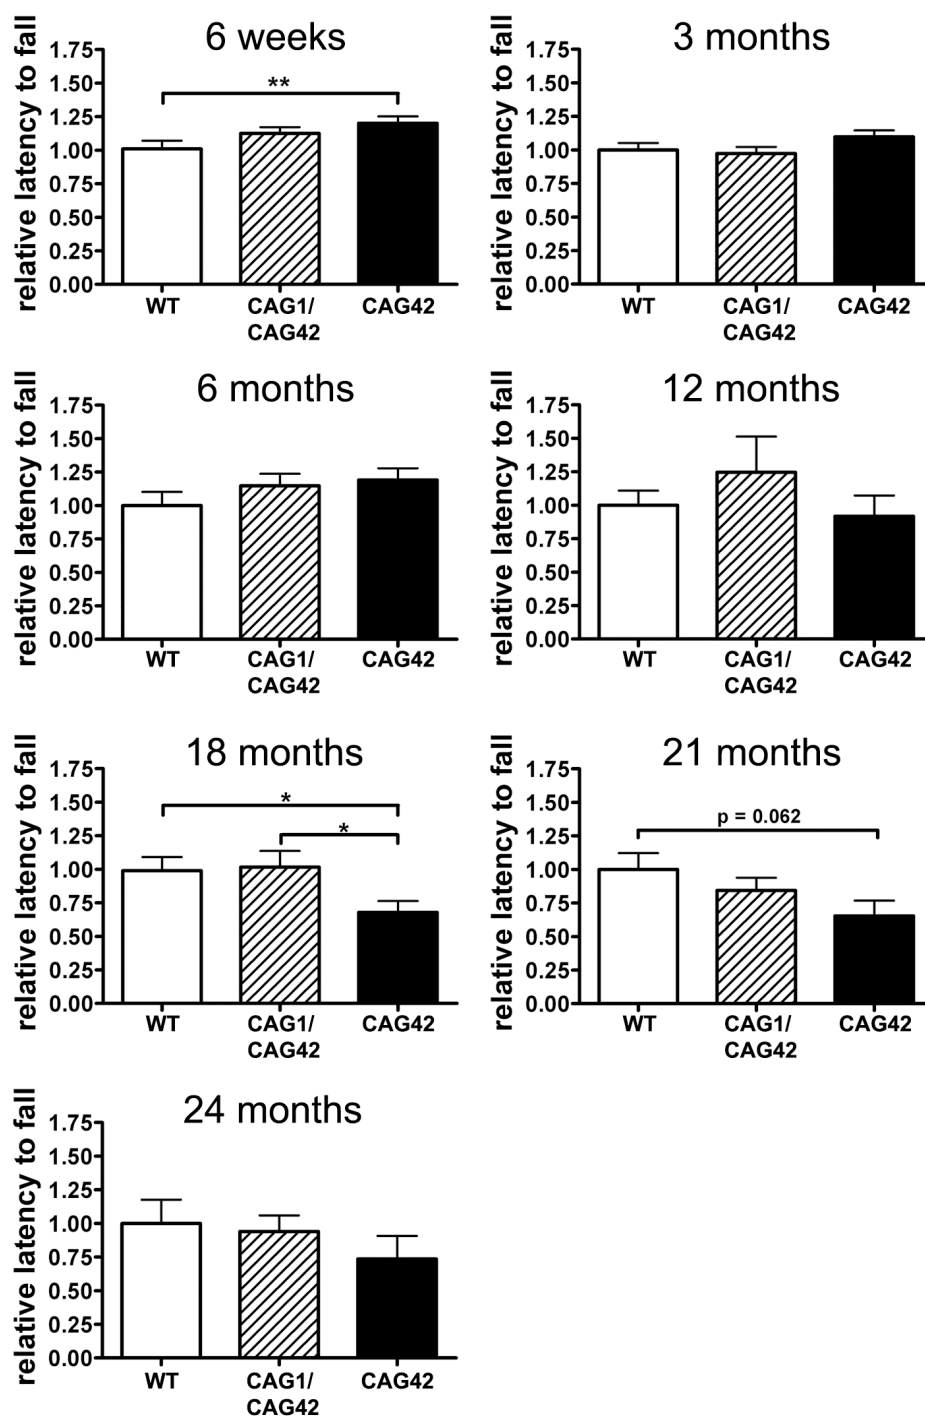 6 weeks
relative latency to fall
1.75
1.50
1.25
1.00
0.75
0.50
0.25
0.00
**
WT
CAG1/
CAG42
CAG42
3 months
relative latency to fall
1.75
1.50
1.25
1.00
0.75
0.50
0.25
0.00
WT
CAG1/
CAG42
CAG42
6 months
relative latency to fall
1.75
1.50
1.25
1.00
0.75
0.50
0.25
0.00
WT
CAG1/
CAG42
CAG42
12 months
relative latency to fall
1.75
1.50
1.25
1.00
0.75
0.50
0.25
0.00
WT
CAG1/
CAG42
CAG42
18 months
relative latency to fall
1.75
1.50
1.25
1.00
0.75
0.50
0.25
0.00
*
*
WT
CAG1/
CAG42
CAG42
21 months
relative latency to fall
1.75
1.50
1.25
1.00
0.75
0.50
0.25
0.00
p = 0.062
WT
CAG1/
CAG42
CAG42
24 months
relative latency to fall
1.75
1.50
1.25
1.00
0.75
0.50
0.25
0.00
WT
CAG1/
CAG42
CAG42